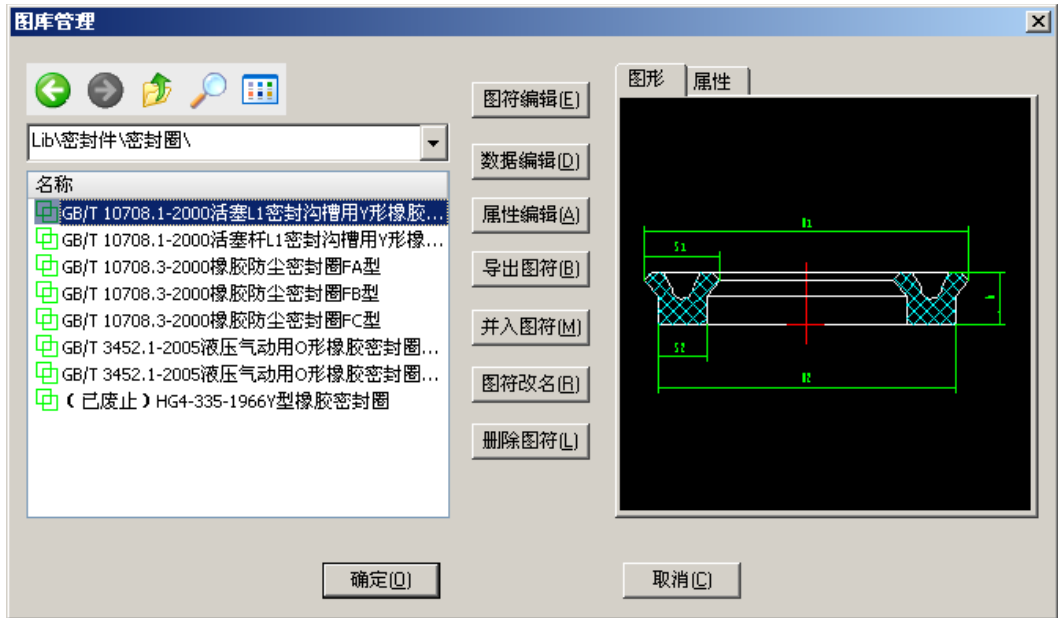 图库管理
Lib\密封件\密封圈\
名称
GB/T 10708.1-2000活塞L1密封沟槽用Y形橡胶...
GB/T 10708.1-2000活塞杆L1密封沟槽用Y形橡...
GB/T 10708.3-2000橡胶防尘密封圈FA型
GB/T 10708.3-2000橡胶防尘密封圈FB型
GB/T 10708.3-2000橡胶防尘密封圈FC型
GB/T 3452.1-2005液压气动用O形橡胶密封圈...
GB/T 3452.1-2005液压气动用O形橡胶密封圈...
（已废止）HG4-335-1966Y型橡胶密封圈
图符编辑(E)
数据编辑(D)
属性编辑(A)
导出图符(B)
并入图符(M)
图符改名(R)
删除图符(L)
图形
属性
S1
S2
确定(O)
取消(C)